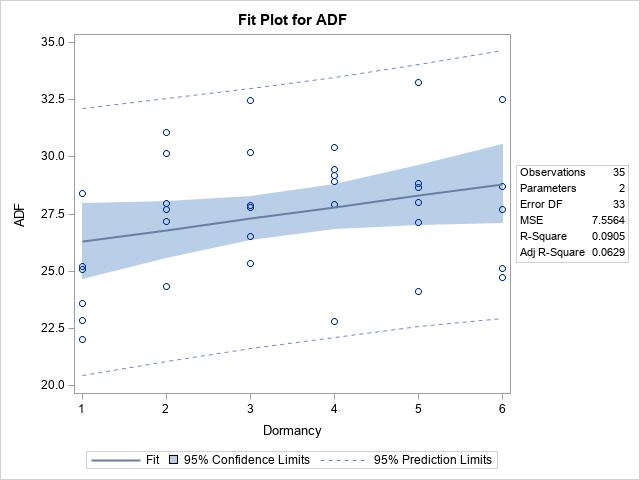 Fit Plot for ADF
35.0
32.5
30.0
27.5
25.0
22.5
20.0
ADF
1 2 3 4 5 6
Dormancy
Observations 35
Parameters 2
Error DF 33
MSE 7.5564
R-Square 0.0905
Adj R-Square 0.0629
Fit 95% Confidence Limits 95% Prediction Limits